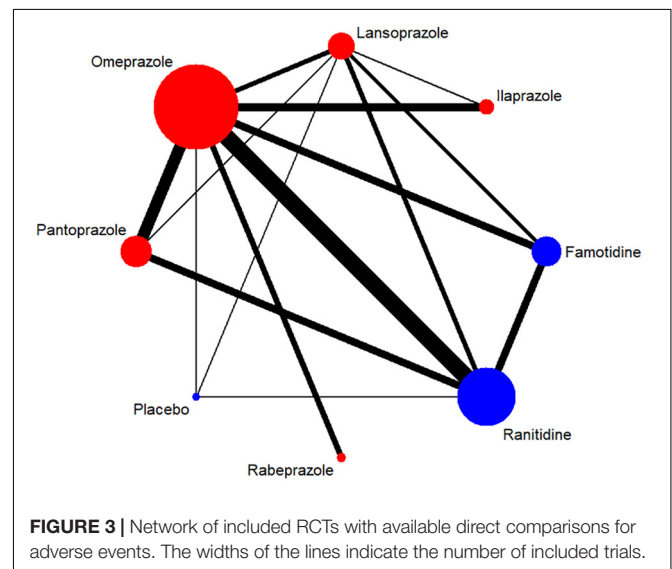 Lansoprazole
Omeprazole
Ilaprazole
Pantoprazole
Famotidine
Placebo
Ranitidine
Rabeprazole
FIGURE 3 | Network of included RCTs with available direct comparisons for
adverse events. The widths of the lines indicate the number of included trials.